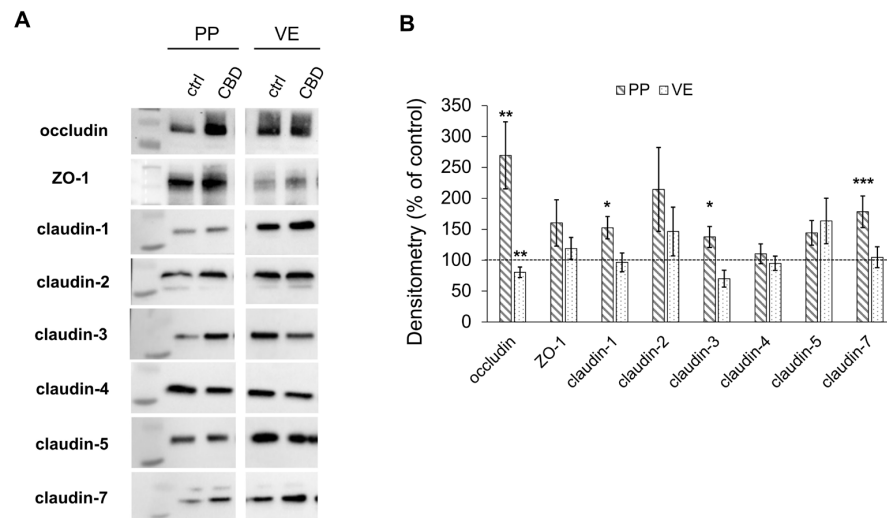 A
PP VE
ctrl CBD ctrl CBD
occludin
ZO-1
claudin-1
claudin-2
claudin-3
claudin-4
claudin-5
claudin-7
B
PP VE
Densitometry (% of control)
350
300
250
200
150
100
50
0
**
**
*
*
***
occludin
ZO-1
claudin-1
claudin-2
claudin-3
claudin-4
claudin-5
claudin-7